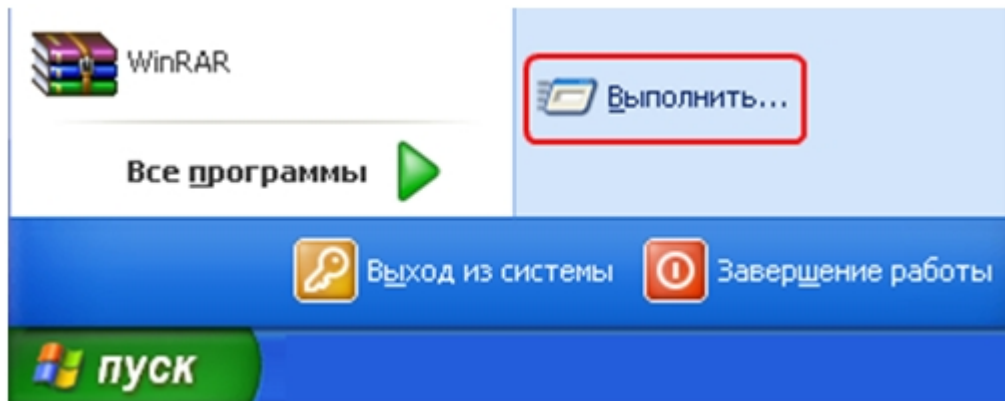 WinRAR
Выполнить...
Все программы
Выход из системы
Завершение работы
пуск